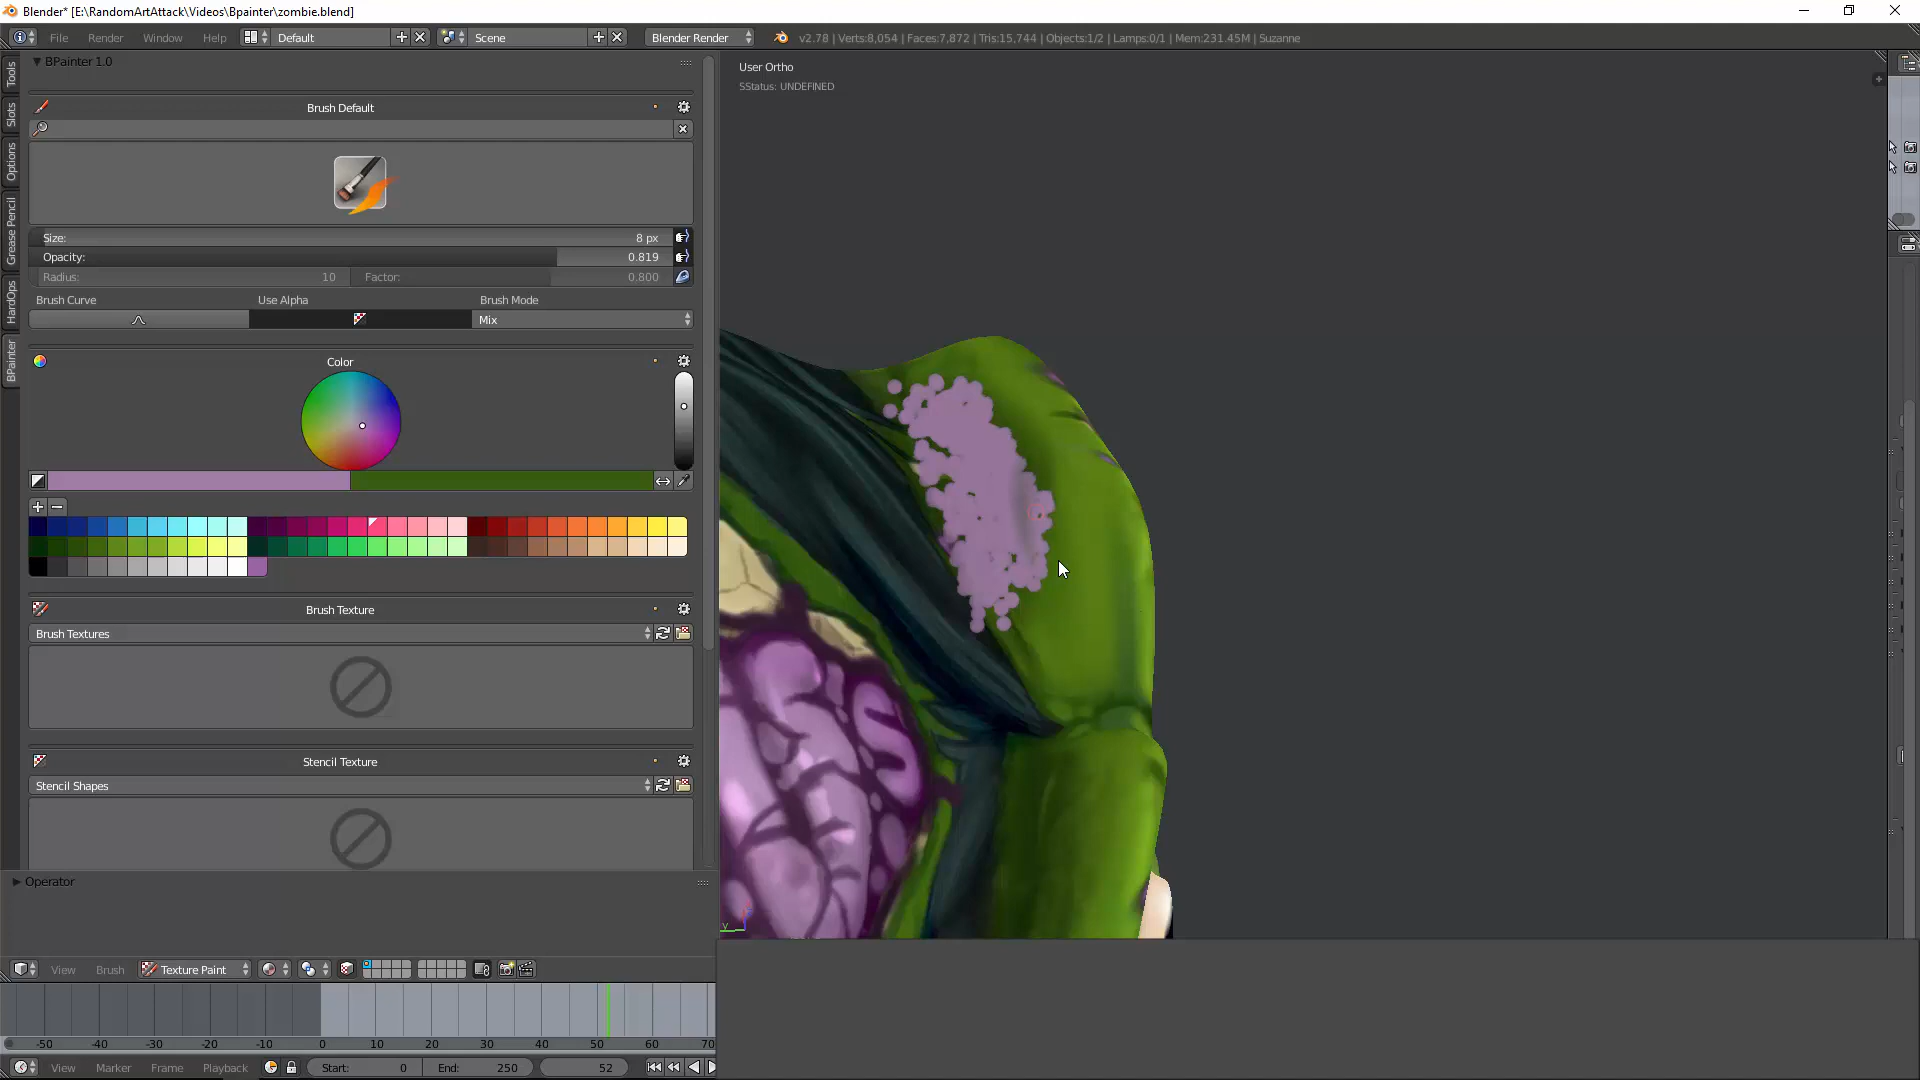 Blender* [E:\RandomArtAttack\Videos\Bpainter\zombie.blend]
File Render Window Help Default Scene Blender Render v2.78 | Verts:8,054 | Faces:7,872 | Tris:15,744 | Objects:1/2 | Lamps:0/1 | Mem:231.45M | Suzanne
Tools
Slots
Options
Grease Pencil
HardOps
BPainter
BPainter 1.0
Brush Default
Size: 8 px
Opacity: 0.819
Radius: 10 Factor: 0.800
Brush Curve Use Alpha Brush Mode
Mix
Color
Brush Texture
Brush Textures
Stencil Texture
Stencil Shapes
Operator
User Ortho
SStatus: UNDEFINED
y
View Brush Texture Paint
-50 -40 -30 -20 -10 0 10 20 30 40 50 60 70
View Marker Frame Playback Start: 0 End: 250 52